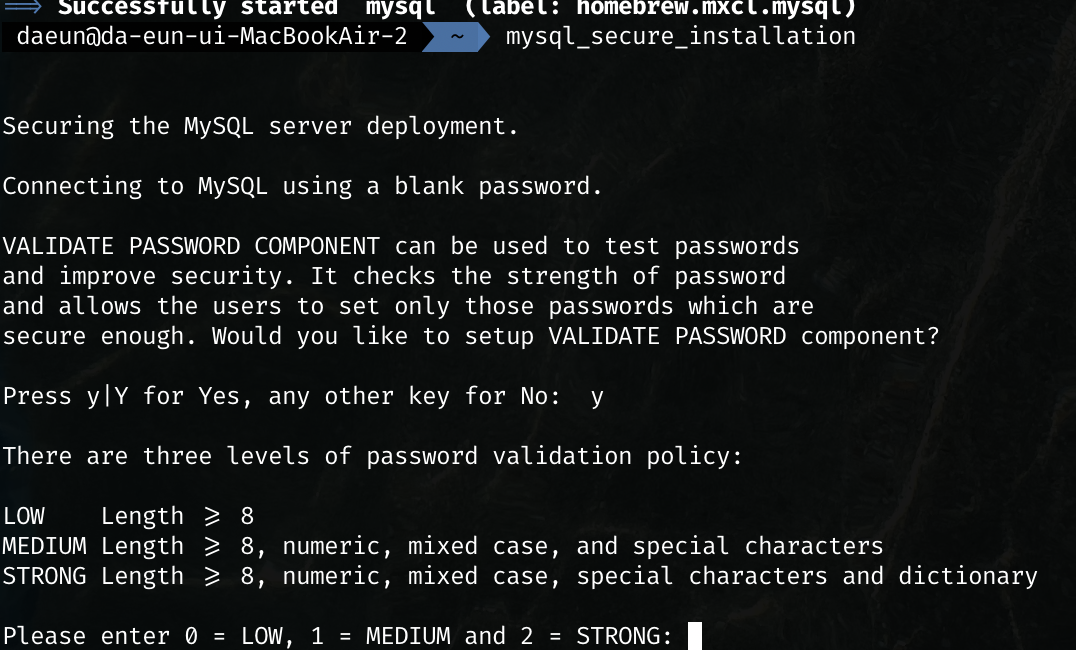 ==> Successfully started `mysql` (label: homebrew.mxcl.mysql)
daeun@da-eun-ui-MacBookAir-2 ~ mysql_secure_installation
Securing the MySQL server deployment.
Connecting to MySQL using a blank password.
VALIDATE PASSWORD COMPONENT can be used to test passwords
and improve security. It checks the strength of password
and allows the users to set only those passwords which are
secure enough. Would you like to setup VALIDATE PASSWORD component?
Press y|Y for Yes, any other key for No:  y
There are three levels of password validation policy:
LOW    Length >= 8
MEDIUM Length >= 8, numeric, mixed case, and special characters
STRONG Length >= 8, numeric, mixed case, special characters and dictionary
Please enter 0 = LOW, 1 = MEDIUM and 2 = STRONG: